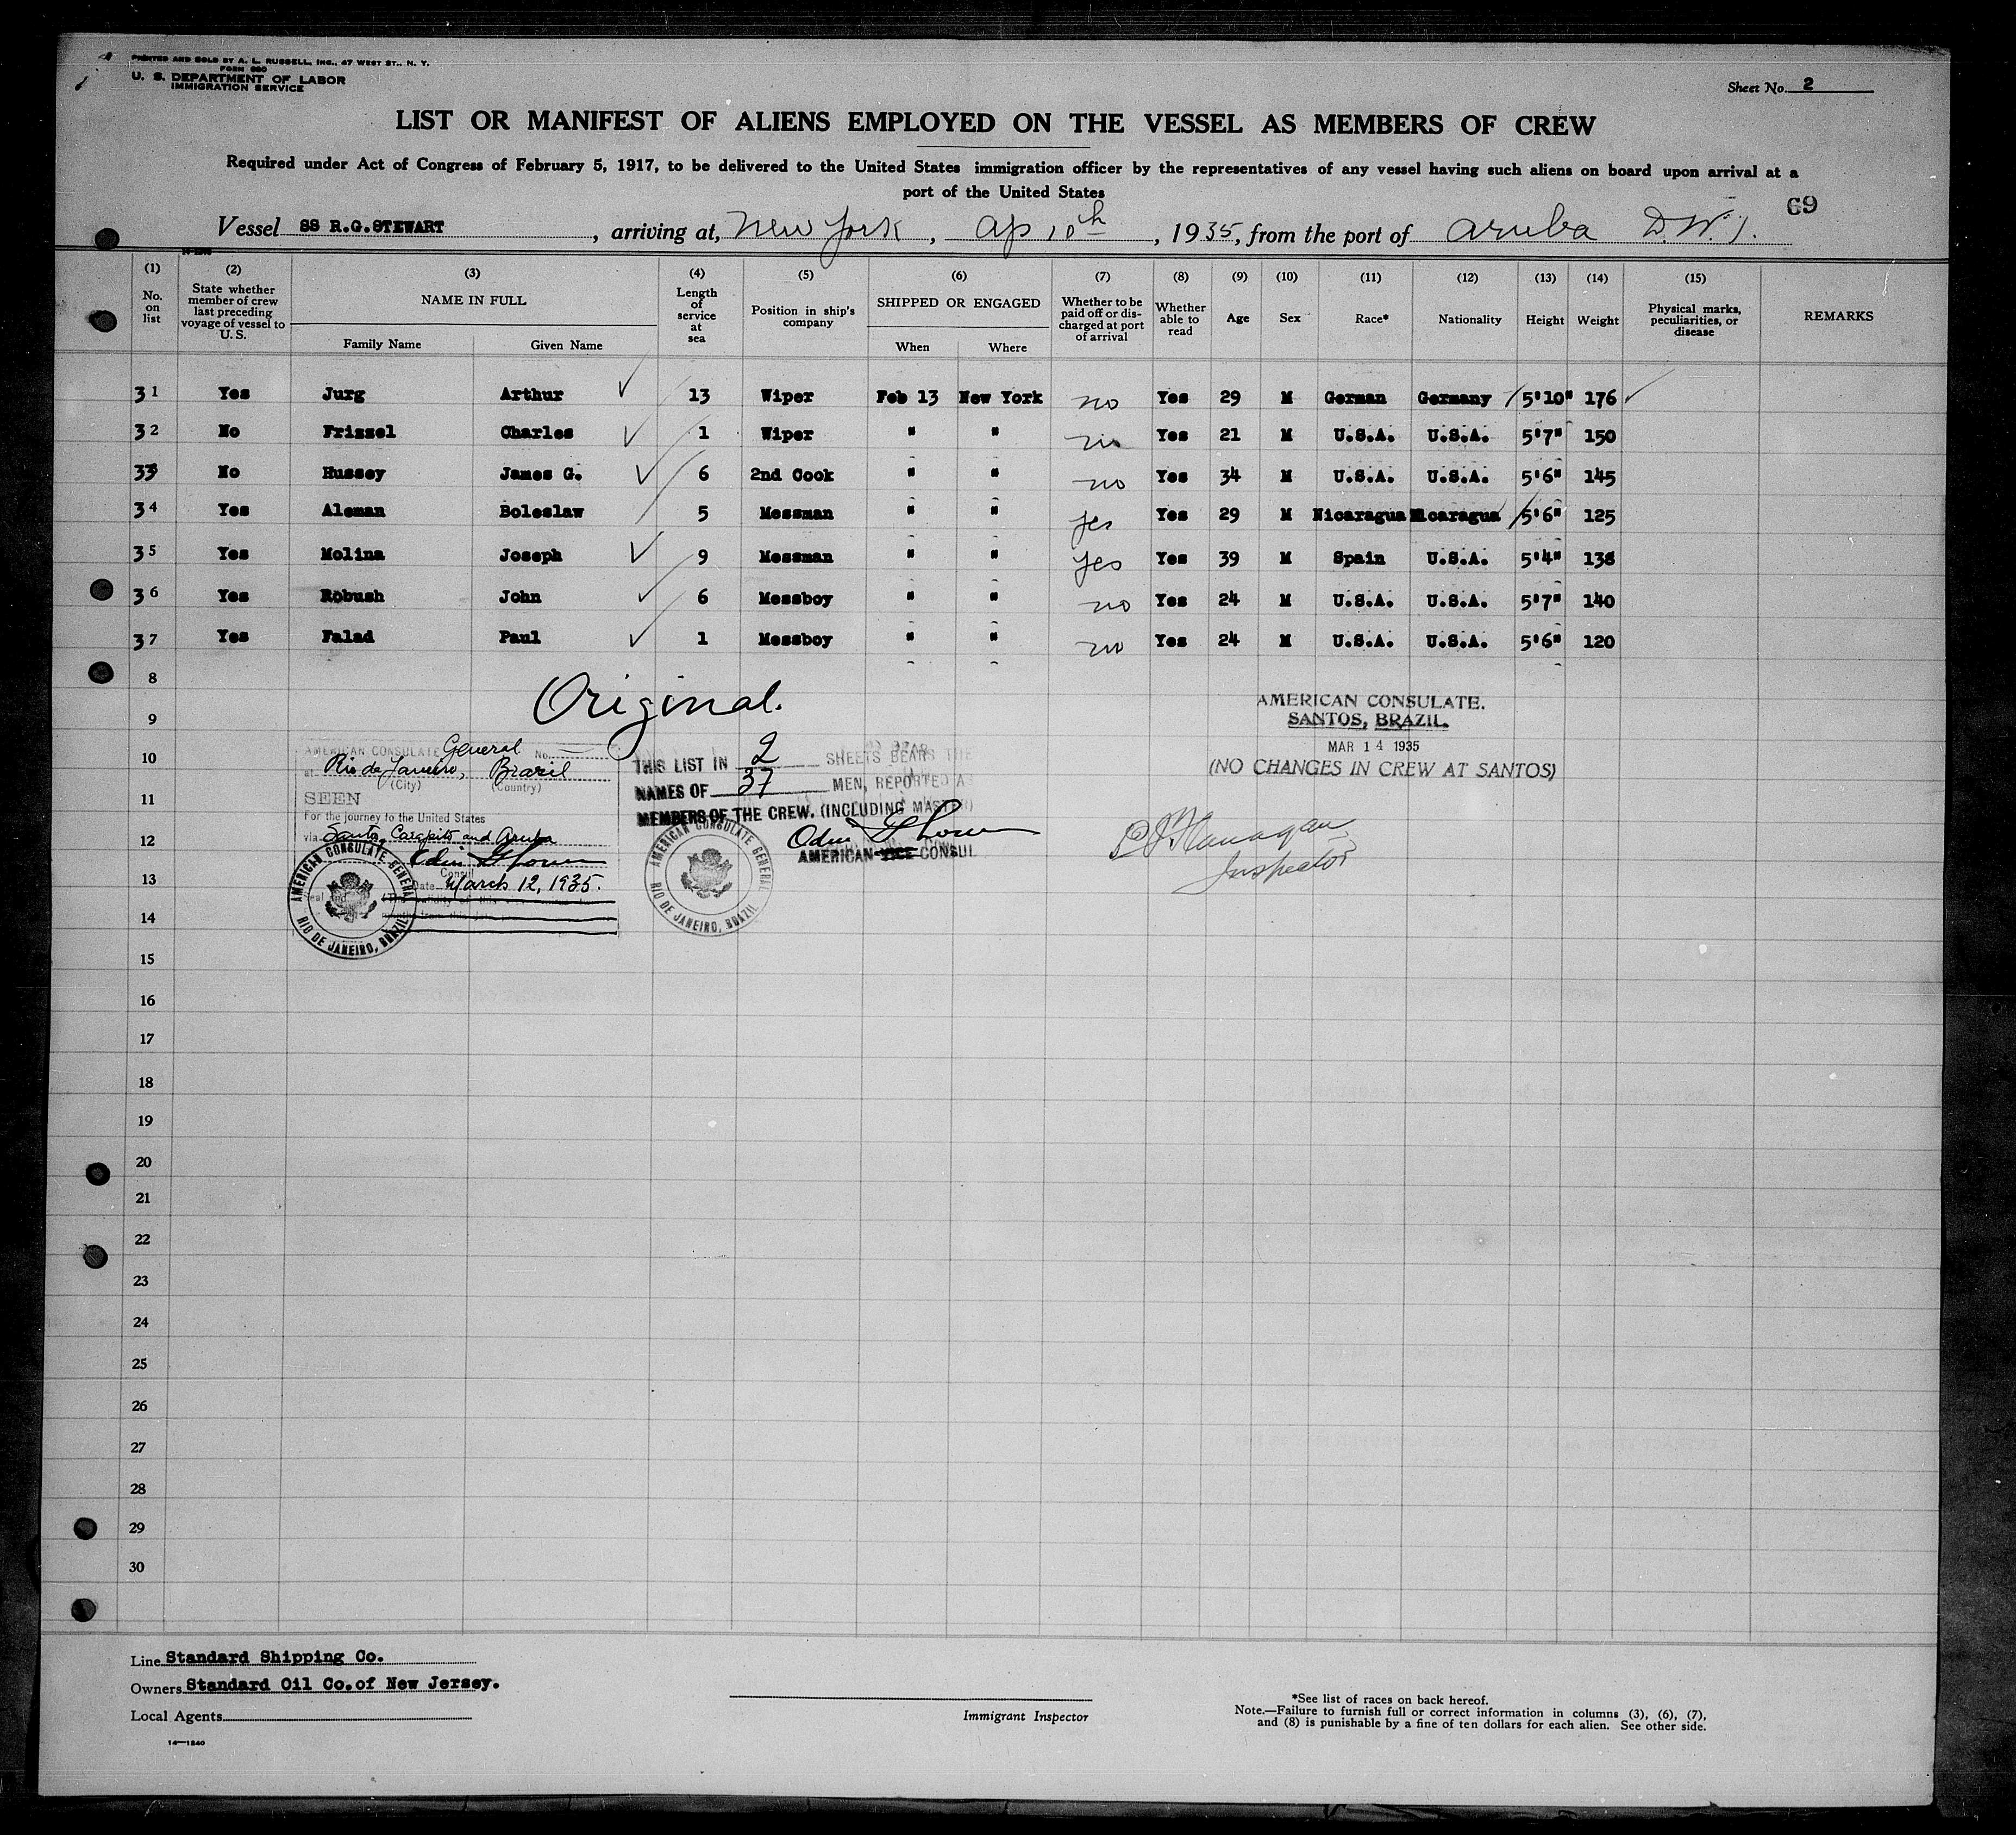 PRINTED AND SOLD BY A. L. RUSSELL, INC., 47 WEST ST., N. Y.
FORM 680
U. S. DEPARTMENT OF LABOR
IMMIGRATION SERVICE
Sheet No. 2
LIST OR MANIFEST OF ALIENS EMPLOYED ON THE VESSEL AS MEMBERS OF CREW
Required under Act of Congress of February 5, 1917, to be delivered to the United States immigration officer by the representatives of any vessel having such aliens on board upon arrival at a
port of the United States
69
Vessel SS R.G.STEWART, arriving at, New York, Ap 10th, 1935, from the port of Aruba D.W.I.
(1) (2) (3) (4) (5) (6) (7) (8) (9) (10) (11) (12) (13) (14) (15)
No. on list State whether member of crew last preceding voyage of vessel to U.S. NAME IN FULL Family Name Given Name Length of service at sea Position in ship's company SHIPPED OR ENGAGED When Where Whether to be paid off or discharged at port of arrival Whether able to read Age Sex Race* Nationality Height Weight Physical marks, peculiarities, or disease REMARKS
31 Yes Jurg Arthur 13 Wiper Feb 13 New York no Yes 29 M German Germany 5'10" 176
32 No Frizzel Charles 1 Wiper " " no Yes 21 M U.S.A. U.S.A. 5'7" 150
33 No Hussey James G. 6 2nd Cook " " no Yes 34 M U.S.A. U.S.A. 5'6" 145
34 Yes Aleman Boleslaw 5 Messman " " yes Yes 29 M Nicaragua Nicaragua 5'6" 125
35 Yes Molina Joseph 9 Messman " " yes Yes 39 M Spain U.S.A. 5'4" 138
36 Yes Robush John 6 Messboy " " no Yes 24 M U.S.A. U.S.A. 5'7" 140
37 Yes Falad Paul 1 Messboy " " no Yes 24 M U.S.A. U.S.A. 5'6" 120
8
9
10
11
12
13
14
15
16
17
18
19
20
21
22
23
24
25
26
27
28
29
30
Original.
AMERICAN CONSULATE General No.
at Rio de Janeiro, Brazil
(City) (Country)
SEEN
For the journey to the United States
via Santos, Caripito and Aruba
Consul
Date March 12, 1935.
AMERICAN CONSULATE GENERAL
RIO DE JANEIRO, BRAZIL
THIS LIST IN 2 SHEETS BEARS THE
NAMES OF 37 MEN, REPORTED AS
MEMBERS OF THE CREW. (INCLUDING MASTER)
AMERICAN VICE CONSUL
AMERICAN CONSULATE GENERAL
RIO DE JANEIRO, BRAZIL
AMERICAN CONSULATE.
SANTOS, BRAZIL.
MAR 14 1935
(NO CHANGES IN CREW AT SANTOS)
Flanagan
Inspector
Line Standard Shipping Co.
Owners Standard Oil Co. of New Jersey.
Local Agents
14—1240
Immigrant Inspector
*See list of races on back hereof.
Note.—Failure to furnish full or correct information in columns (3), (6), (7),
and (8) is punishable by a fine of ten dollars for each alien. See other side.